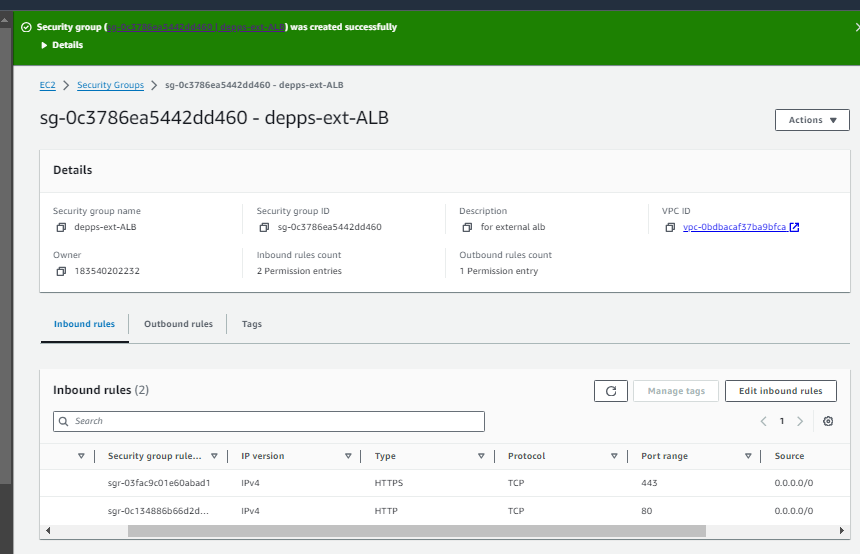 Security group (sg-0c3786ea5442dd460 | depps-ext-ALB) was created successfully
Details
EC2 Security Groups sg-0c3786ea5442dd460 - depps-ext-ALB
sg-0c3786ea5442dd460 - depps-ext-ALB
Actions
Details
Security group name Security group ID Description VPC ID
depps-ext-ALB sg-0c3786ea5442dd460 for external alb vpc-0bdbacaf37ba9bfca
Owner Inbound rules count Outbound rules count
183540202232 2 Permission entries 1 Permission entry
Inbound rules Outbound rules Tags
Inbound rules (2) Manage tags Edit inbound rules
Search 1
Security group rule... IP version Type Protocol Port range Source
sgr-03fac9c01e60abad1 IPv4 HTTPS TCP 443 0.0.0.0/0
sgr-0c134886b66d2d... IPv4 HTTP TCP 80 0.0.0.0/0